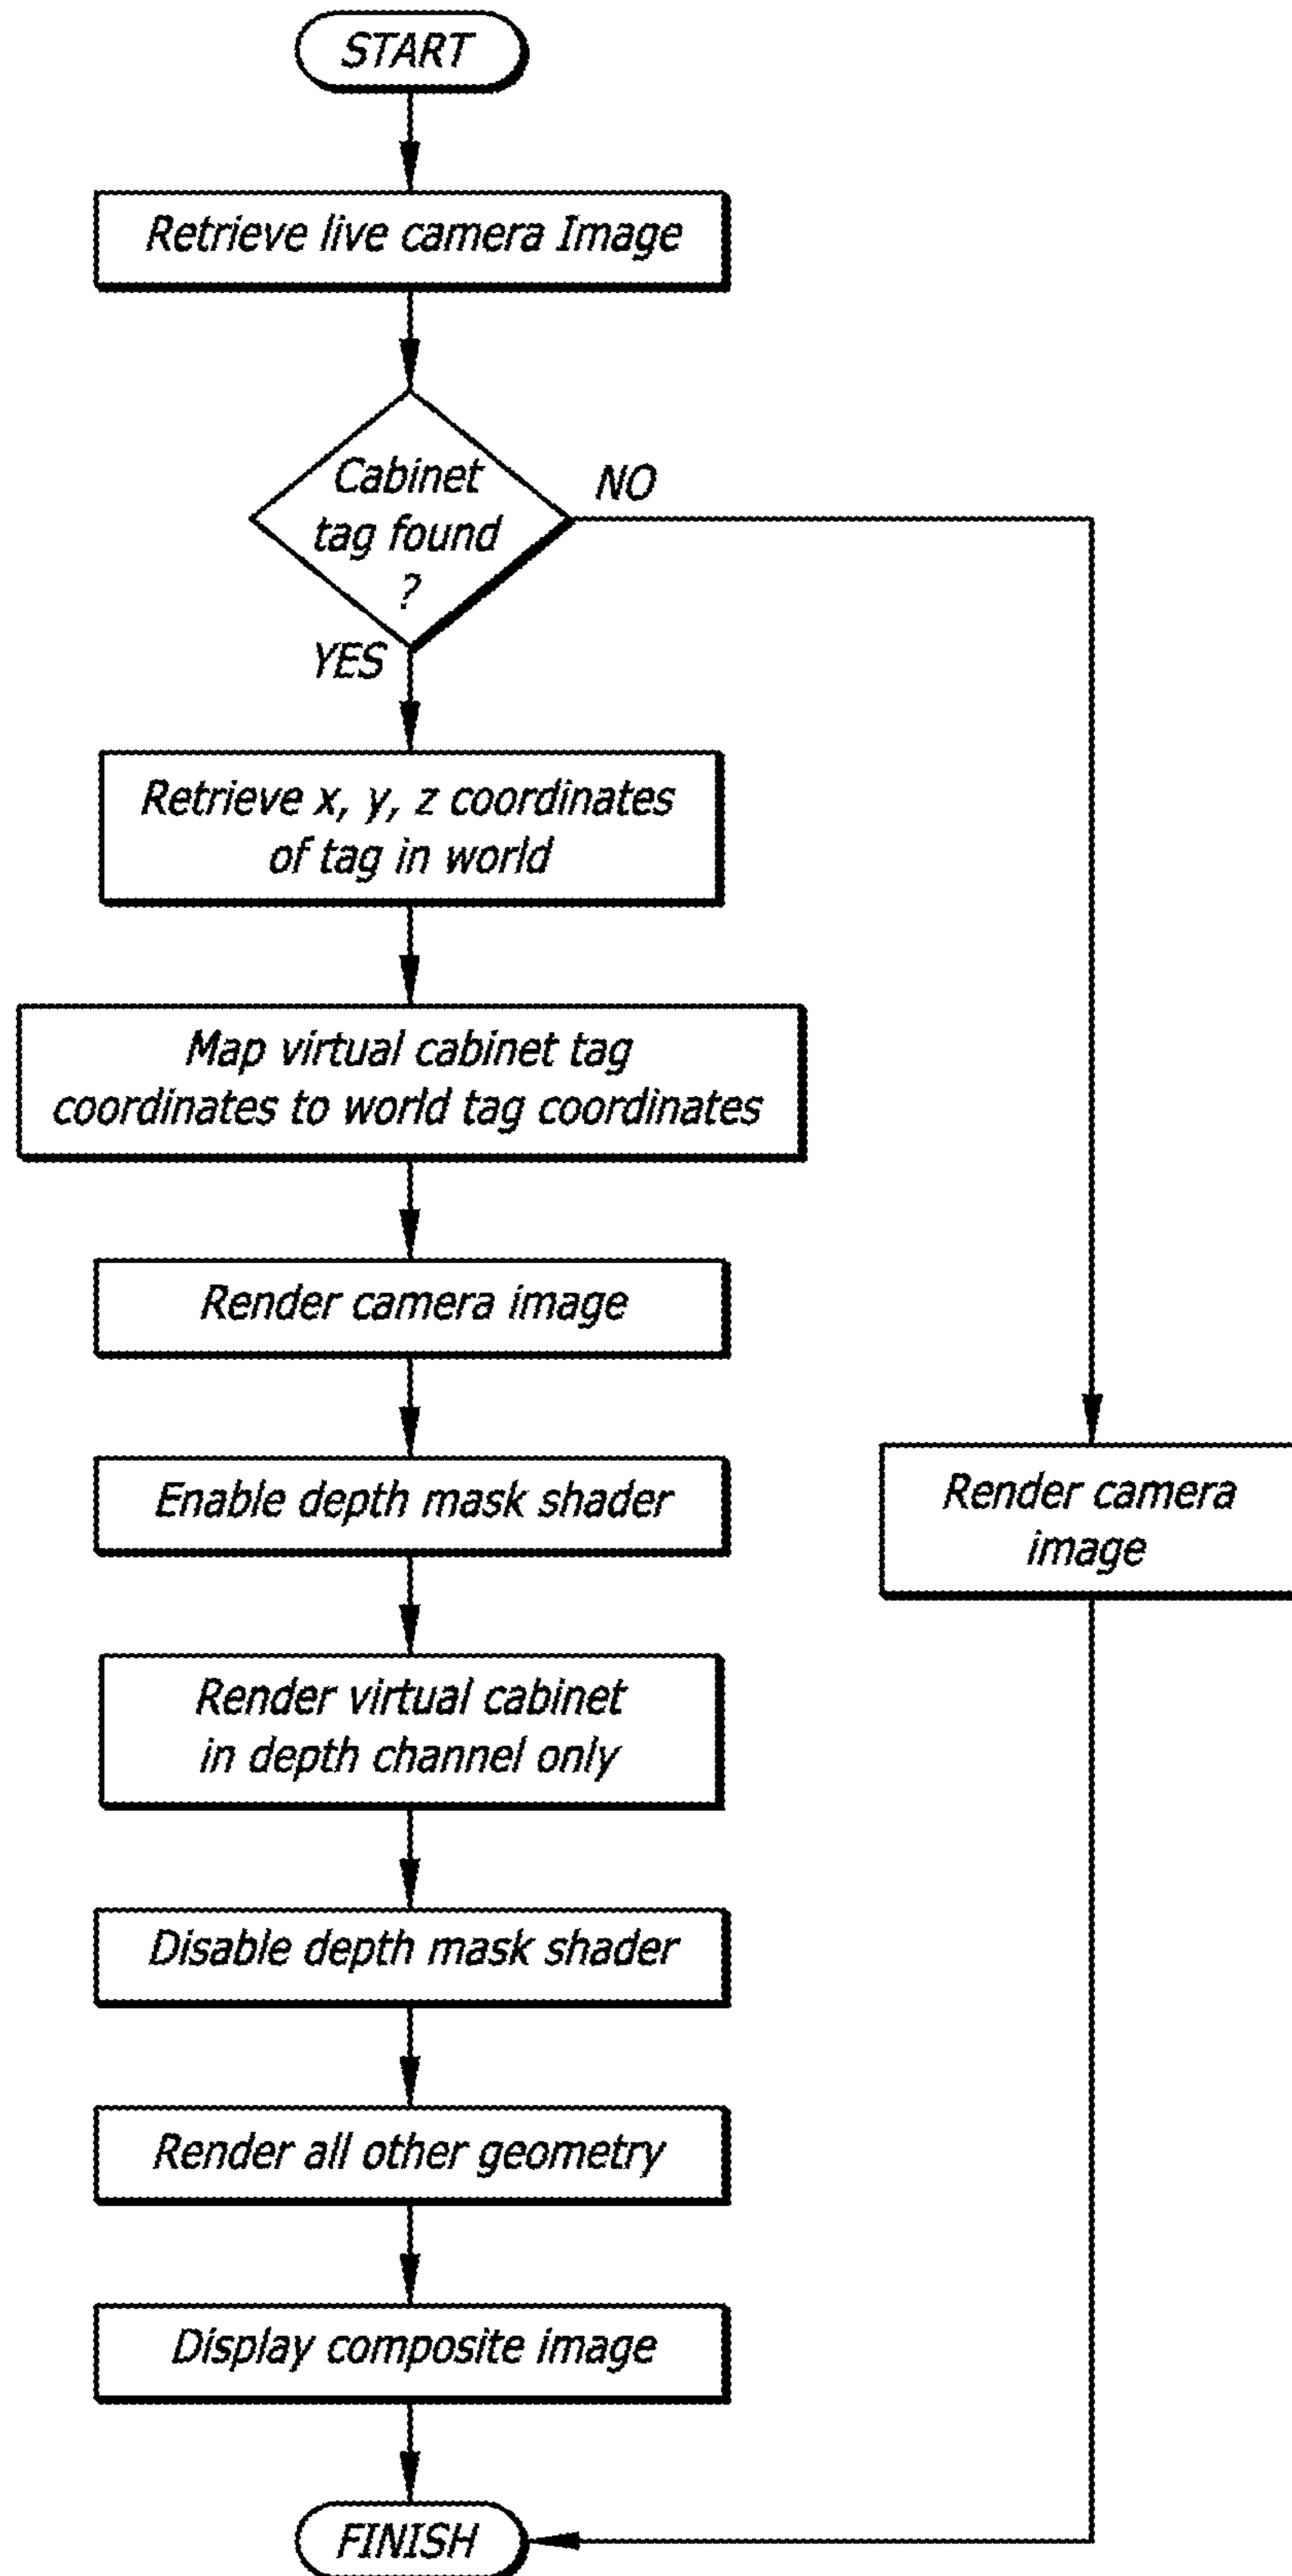 START
Retrieve live camera Image
Cabinet
tag found
?
NO
YES
Retrieve x, y, z coordinates
of tag in world
Map virtual cabinet tag
coordinates to world tag coordinates
Render camera image
Enable depth mask shader
Render camera
image
Render virtual cabinet
in depth channel only
Disable depth mask shader
Render all other geometry
Display composite image
FINISH